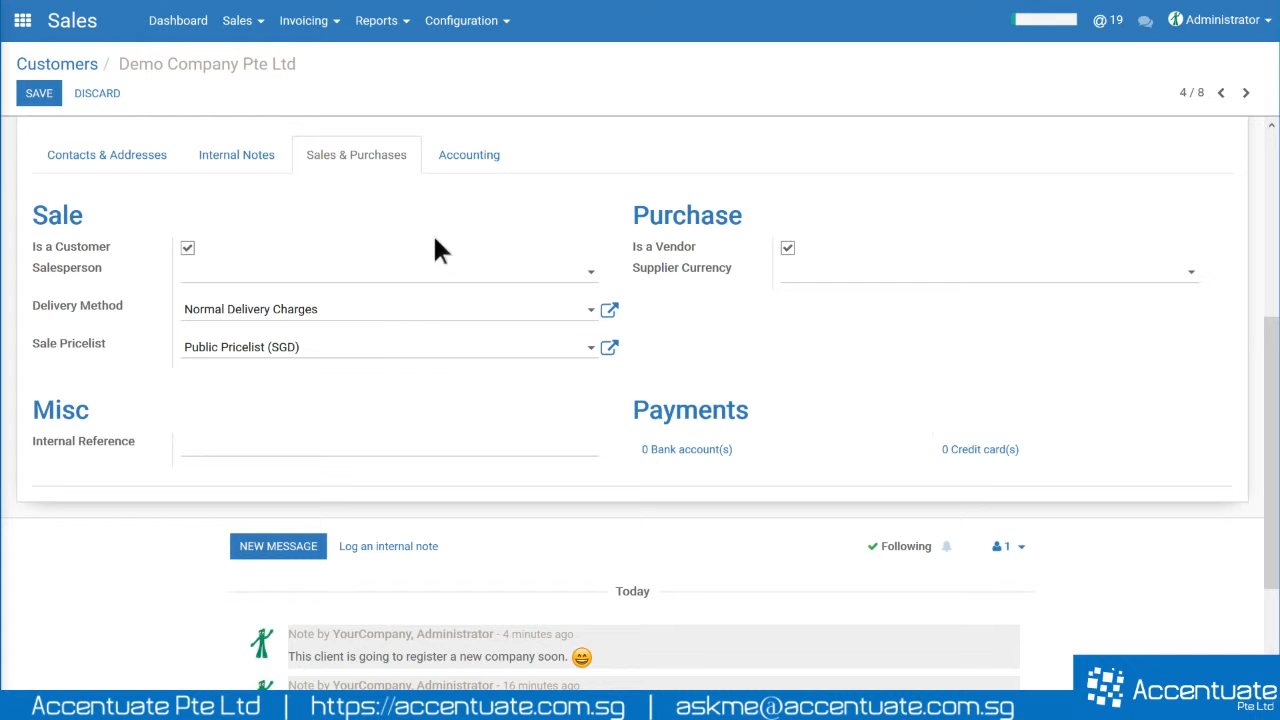 Sales Dashboard Sales Invoicing Reports Configuration @ 19 Administrator
Customers / Demo Company Pte Ltd
SAVE DISCARD 4 / 8
Contacts & Addresses Internal Notes Sales & Purchases Accounting
Sale Purchase
Is a Customer Is a Vendor
Salesperson Supplier Currency
Delivery Method Normal Delivery Charges
Sale Pricelist Public Pricelist (SGD)
Misc Payments
Internal Reference 0 Bank account(s) 0 Credit card(s)
NEW MESSAGE Log an internal note Following 1
Today
Note by YourCompany, Administrator - 4 minutes ago
This client is going to register a new company soon. 😄
Note by YourCompany, Administrator - 16 minutes ago
Accentuate Pte Ltd | https://accentuate.com.sg | askme@accentuate.com.sg
Accentuate
Pte Ltd